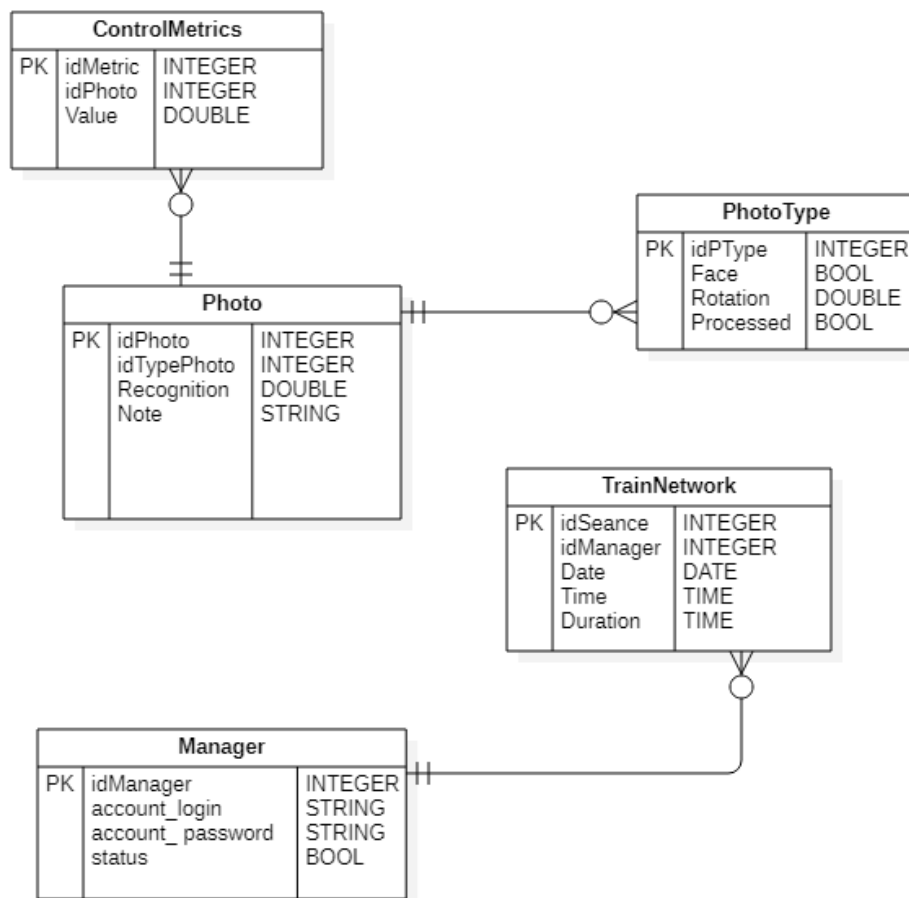 ControlMetrics
PK idMetric INTEGER
idPhoto INTEGER
Value DOUBLE
PhotoType
PK idPType INTEGER
Face BOOL
Rotation DOUBLE
Processed BOOL
Photo
PK idPhoto INTEGER
idTypePhoto INTEGER
Recognition DOUBLE
Note STRING
TrainNetwork
PK idSeance INTEGER
idManager INTEGER
Date DATE
Time TIME
Duration TIME
Manager
PK idManager INTEGER
account_login STRING
account_ password STRING
status BOOL